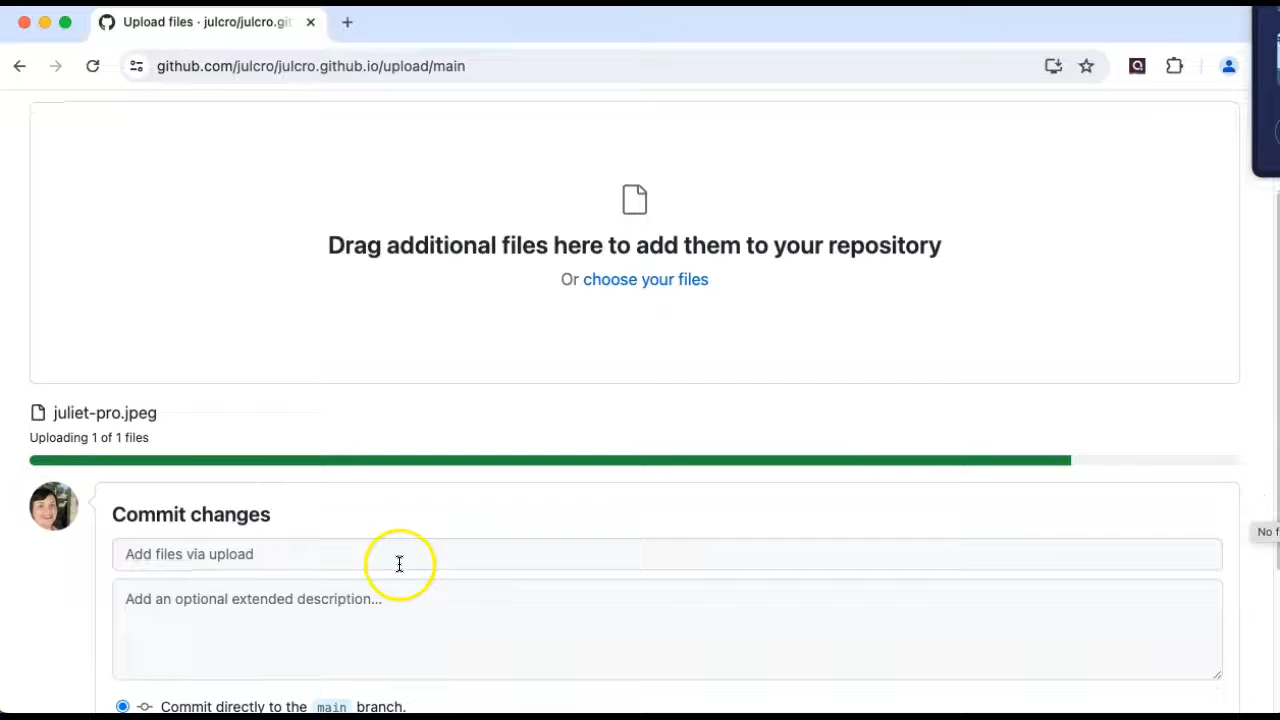 Upload files · julcro/julcro.git
github.com/julcro/julcro.github.io/upload/main
Drag additional files here to add them to your repository
Or choose your files
juliet-pro.jpeg
Uploading 1 of 1 files
Commit changes
Add files via upload
No f
Add an optional extended description...
Commit directly to the main branch.